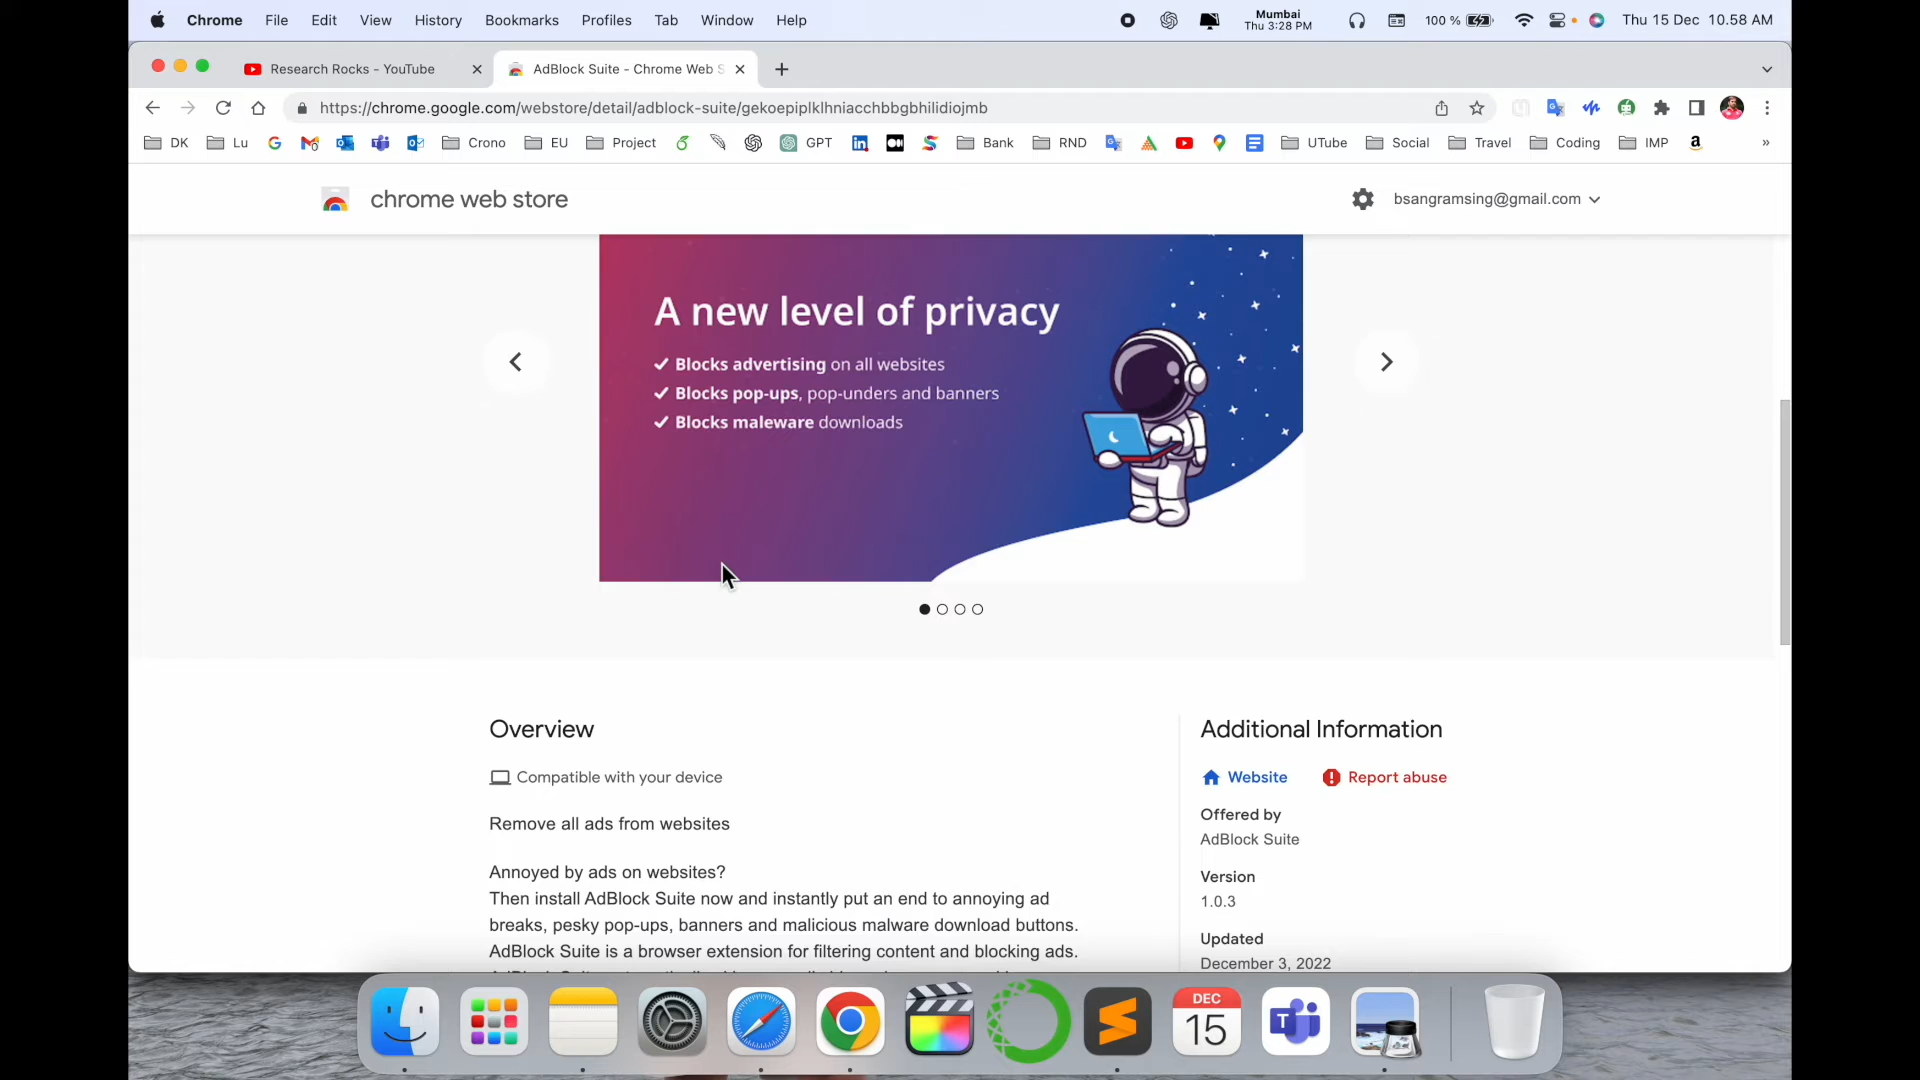 Chrome File Edit View History Bookmarks Profiles Tab Window Help Mumbai Thu 3:28 PM 100 % Thu 15 Dec 10.58 AM
Research Rocks - YouTube AdBlock Suite - Chrome Web S
https://chrome.google.com/webstore/detail/adblock-suite/gekoepiplklhniacchbbgbhilidiojmb
DK Lu Crono EU Project GPT Bank RND UTube Social Travel Coding IMP »
chrome web store bsangramsing@gmail.com
A new level of privacy
Blocks advertising on all websites
Blocks pop-ups, pop-unders and banners
Blocks maleware downloads
Overview
Compatible with your device
Remove all ads from websites
Annoyed by ads on websites?
Then install AdBlock Suite now and instantly put an end to annoying ad
breaks, pesky pop-ups, banners and malicious malware download buttons.
AdBlock Suite is a browser extension for filtering content and blocking ads.
Additional Information
Website Report abuse
Offered by
AdBlock Suite
Version
1.0.3
Updated
December 3, 2022
DEC
15